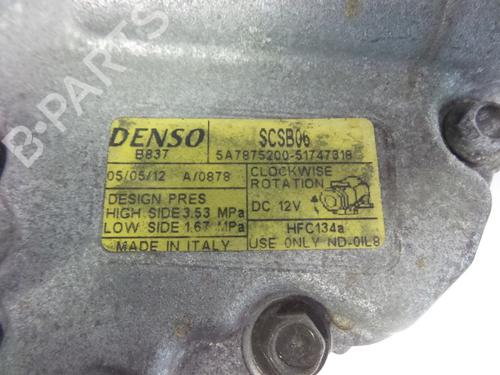 DENSO SCSB06
B837 5A7875200-51747318
05/05/12 A/0878 CLOCKWISE
ROTATION
DESIGN PRES DC 12V
HIGH SIDE 3.53 MPa
LOW SIDE 1.67 MPa HFC134a
MADE IN ITALY USE ONLY ND-OIL8